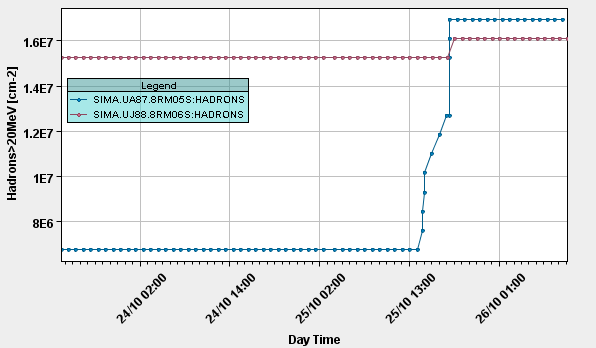 Hadrons>20MeV [cm-2]
1.6E7
1.4E7
1.2E7
1E7
8E6
Legend
SIMA.UA87.8RM05S:HADRONS
SIMA.UJ88.8RM06S:HADRONS
24/10 02:00
24/10 14:00
25/10 02:00
25/10 13:00
26/10 01:00
Day Time